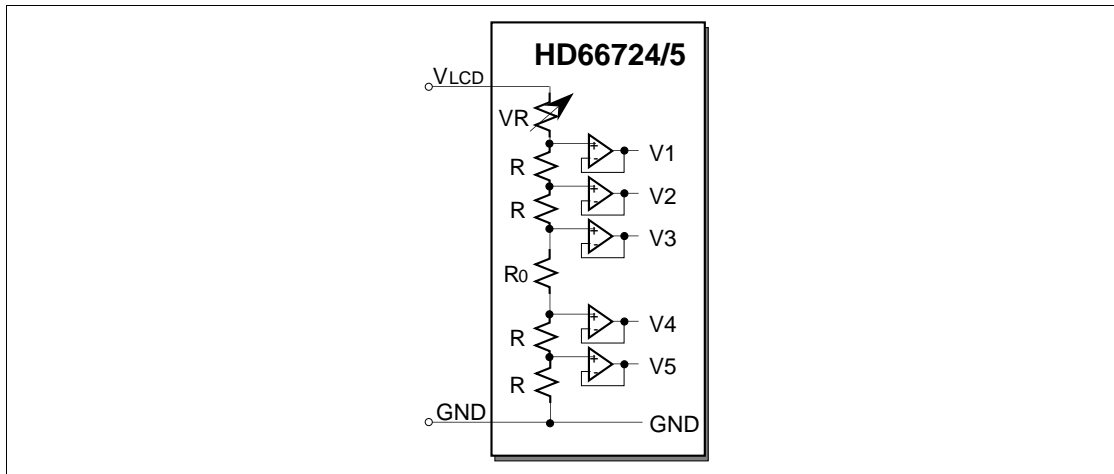 HD66724/5
VLCD
VR
+
-
V1
R
+
-
V2
R
+
-
V3
R0
+
-
V4
R
+
-
V5
R
GND
GND